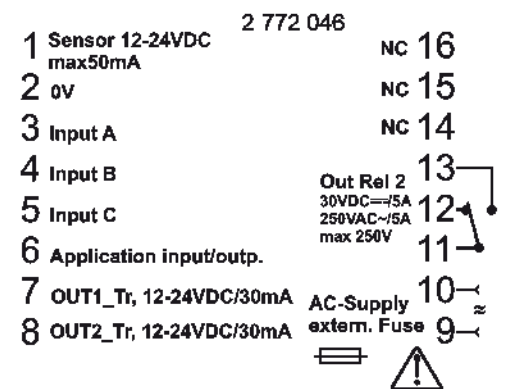 2 772 046
1 Sensor 12-24VDC
max50mA
2 0V
3 Input A
4 Input B
5 Input C
6 Application input/outp.
7 OUT1_Tr, 12-24VDC/30mA
8 OUT2_Tr, 12-24VDC/30mA
NC 16
NC 15
NC 14
13
Out Rel 2
30VDC⎓/5A
250VAC~/5A
max 250V
12
11
AC-Supply
extern. Fuse
10
≈
9